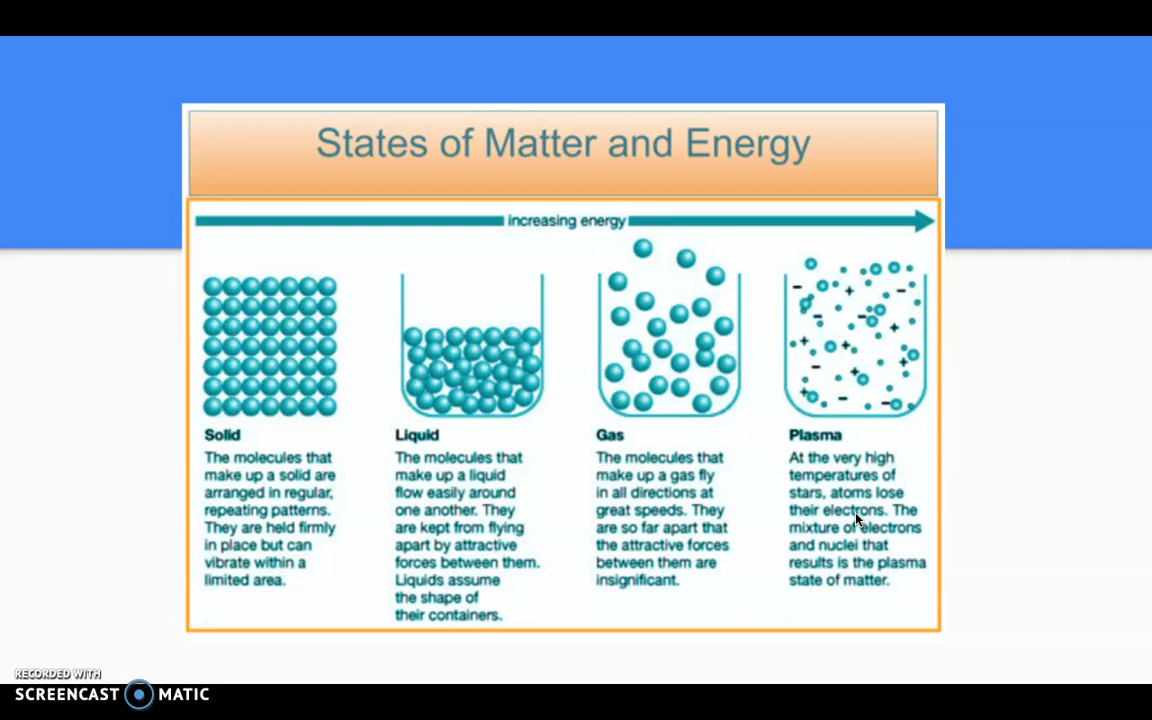 States of Matter and Energy
increasing energy
Solid
The molecules that
make up a solid are
arranged in regular,
repeating patterns.
They are held firmly
in place but can
vibrate within a
limited area.
Liquid
The molecules that
make up a liquid
flow easily around
one another. They
are kept from flying
apart by attractive
forces between them.
Liquids assume
the shape of
their containers.
Gas
The molecules that
make up a gas fly
in all directions at
great speeds. They
are so far apart that
the attractive forces
between them are
insignificant.
Plasma
At the very high
temperatures of
stars, atoms lose
their electrons. The
mixture of electrons
and nuclei that
results is the plasma
state of matter.
RECORDED WITH
SCREENCAST MATIC